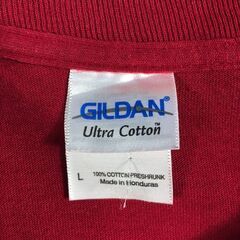 GILDAN®
Ultra Cotton®
L 100% COTTON-PRESHRUNK
Made in Honduras